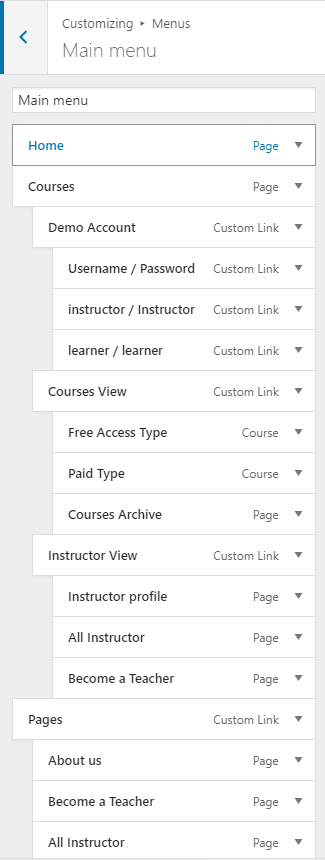 Customizing ▸ Menus
Main menu
Main menu
Home Page
Courses Page
Demo Account Custom Link
Username / Password Custom Link
instructor / Instructor Custom Link
learner / learner Custom Link
Courses View Custom Link
Free Access Type Course
Paid Type Course
Courses Archive Page
Instructor View Custom Link
Instructor profile Page
All Instructor Page
Become a Teacher Page
Pages Custom Link
About us Page
Become a Teacher Page
All Instructor Page